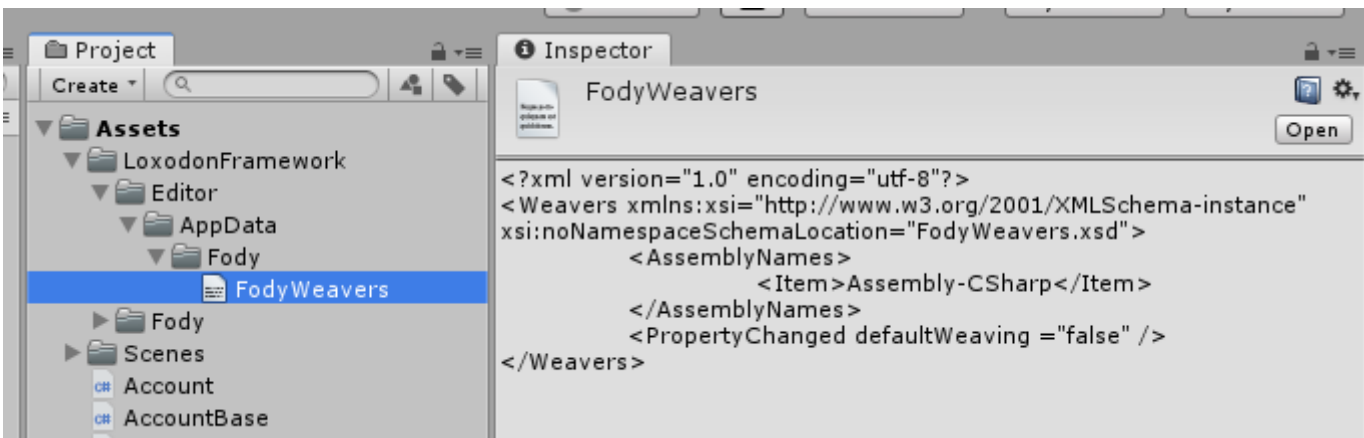 Project
Create
Assets
LoxodonFramework
Editor
AppData
Fody
FodyWeavers
Fody
Scenes
Account
AccountBase
Inspector
FodyWeavers
Open
<?xml version="1.0" encoding="utf-8"?>
<Weavers xmlns:xsi="http://www.w3.org/2001/XMLSchema-instance"
xsi:noNamespaceSchemaLocation="FodyWeavers.xsd">
<AssemblyNames>
<Item>Assembly-CSharp</Item>
</AssemblyNames>
<PropertyChanged defaultWeaving ="false" />
</Weavers>